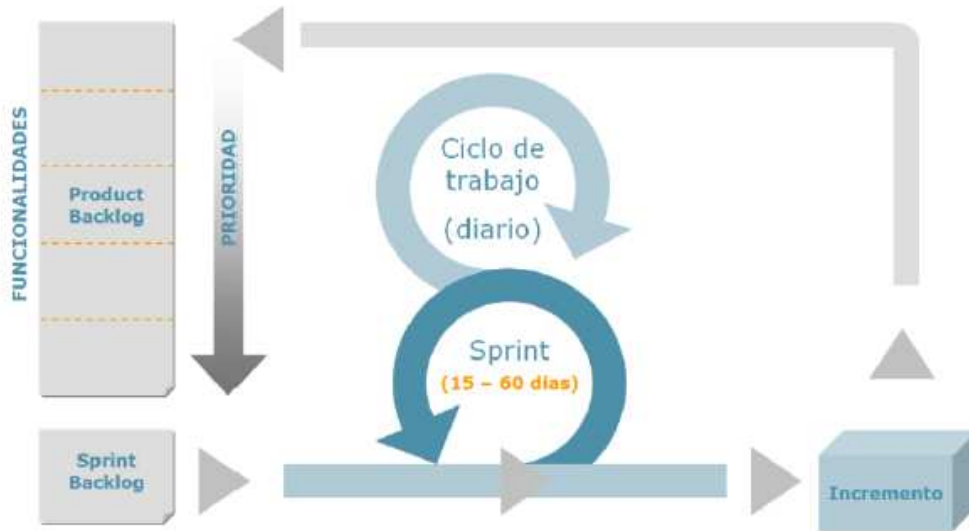 FUNCIONALIDADES
Product
Backlog
PRIORIDAD
Ciclo de
trabajo
(diario)
Sprint
(15 – 60 días)
Sprint
Backlog
Incremento